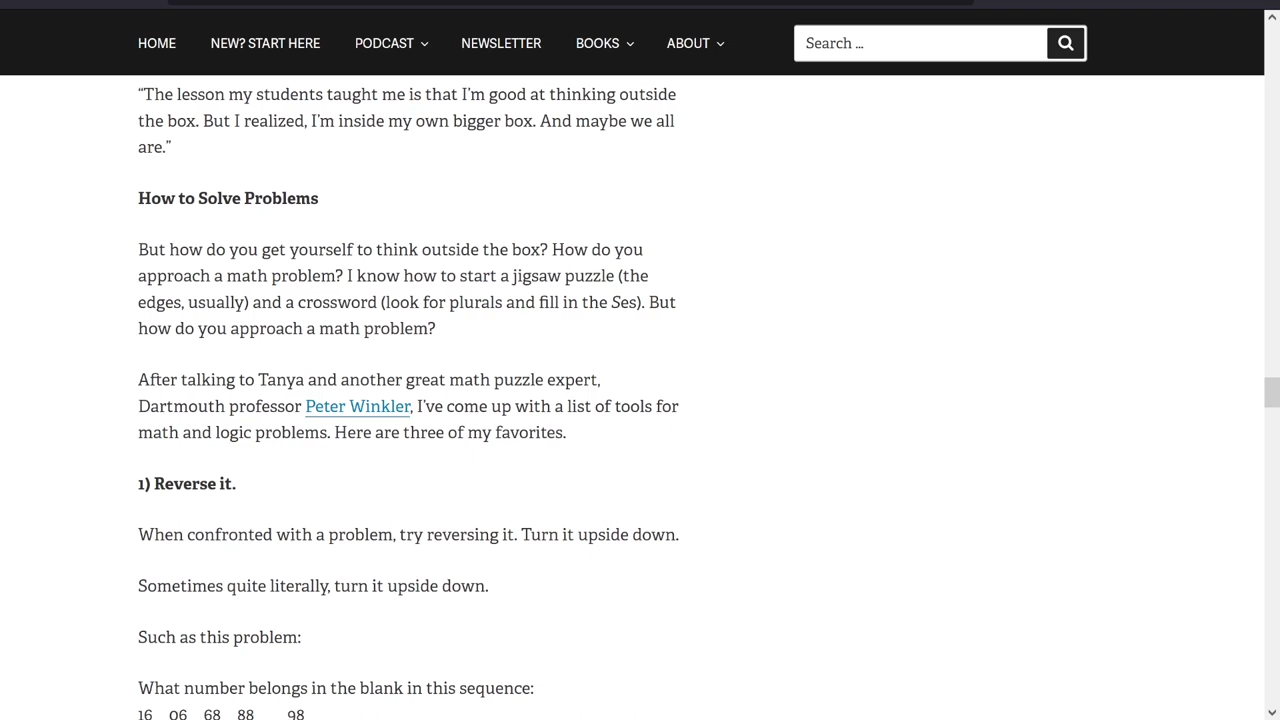 HOME NEW? START HERE PODCAST NEWSLETTER BOOKS ABOUT Search ...
“The lesson my students taught me is that I’m good at thinking outside
the box. But I realized, I’m inside my own bigger box. And maybe we all
are.”
How to Solve Problems
But how do you get yourself to think outside the box? How do you
approach a math problem? I know how to start a jigsaw puzzle (the
edges, usually) and a crossword (look for plurals and fill in the Ses). But
how do you approach a math problem?
After talking to Tanya and another great math puzzle expert,
Dartmouth professor Peter Winkler, I’ve come up with a list of tools for
math and logic problems. Here are three of my favorites.
1) Reverse it.
When confronted with a problem, try reversing it. Turn it upside down.
Sometimes quite literally, turn it upside down.
Such as this problem:
What number belongs in the blank in this sequence:
16 06 68 88 98